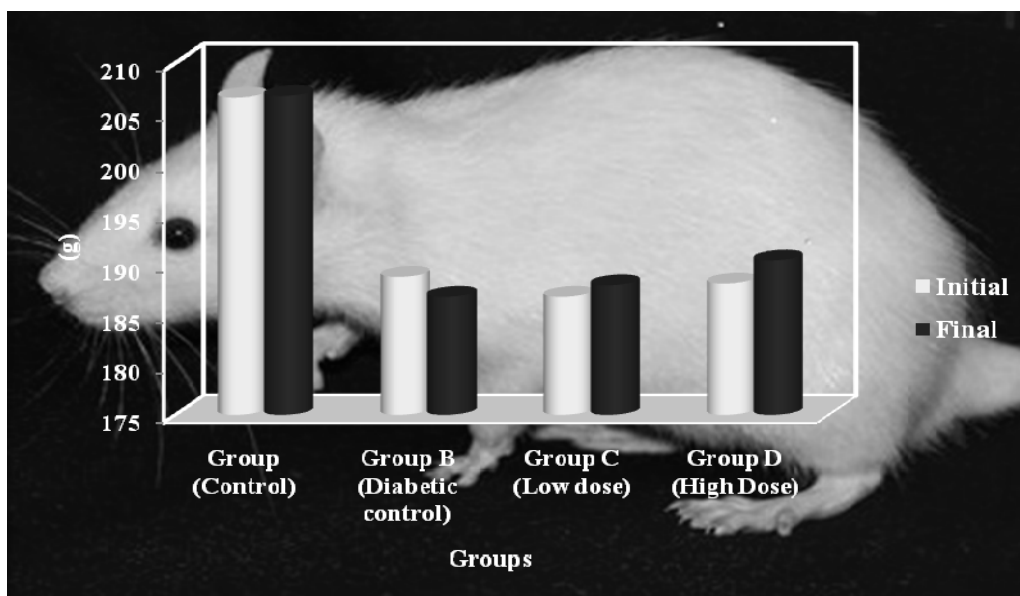 210
205
200
195
190
185
180
175
(g)
Group
(Control)
Group B
(Diabetic
control)
Group C
(Low dose)
Group D
(High Dose)
Groups
Initial
Final